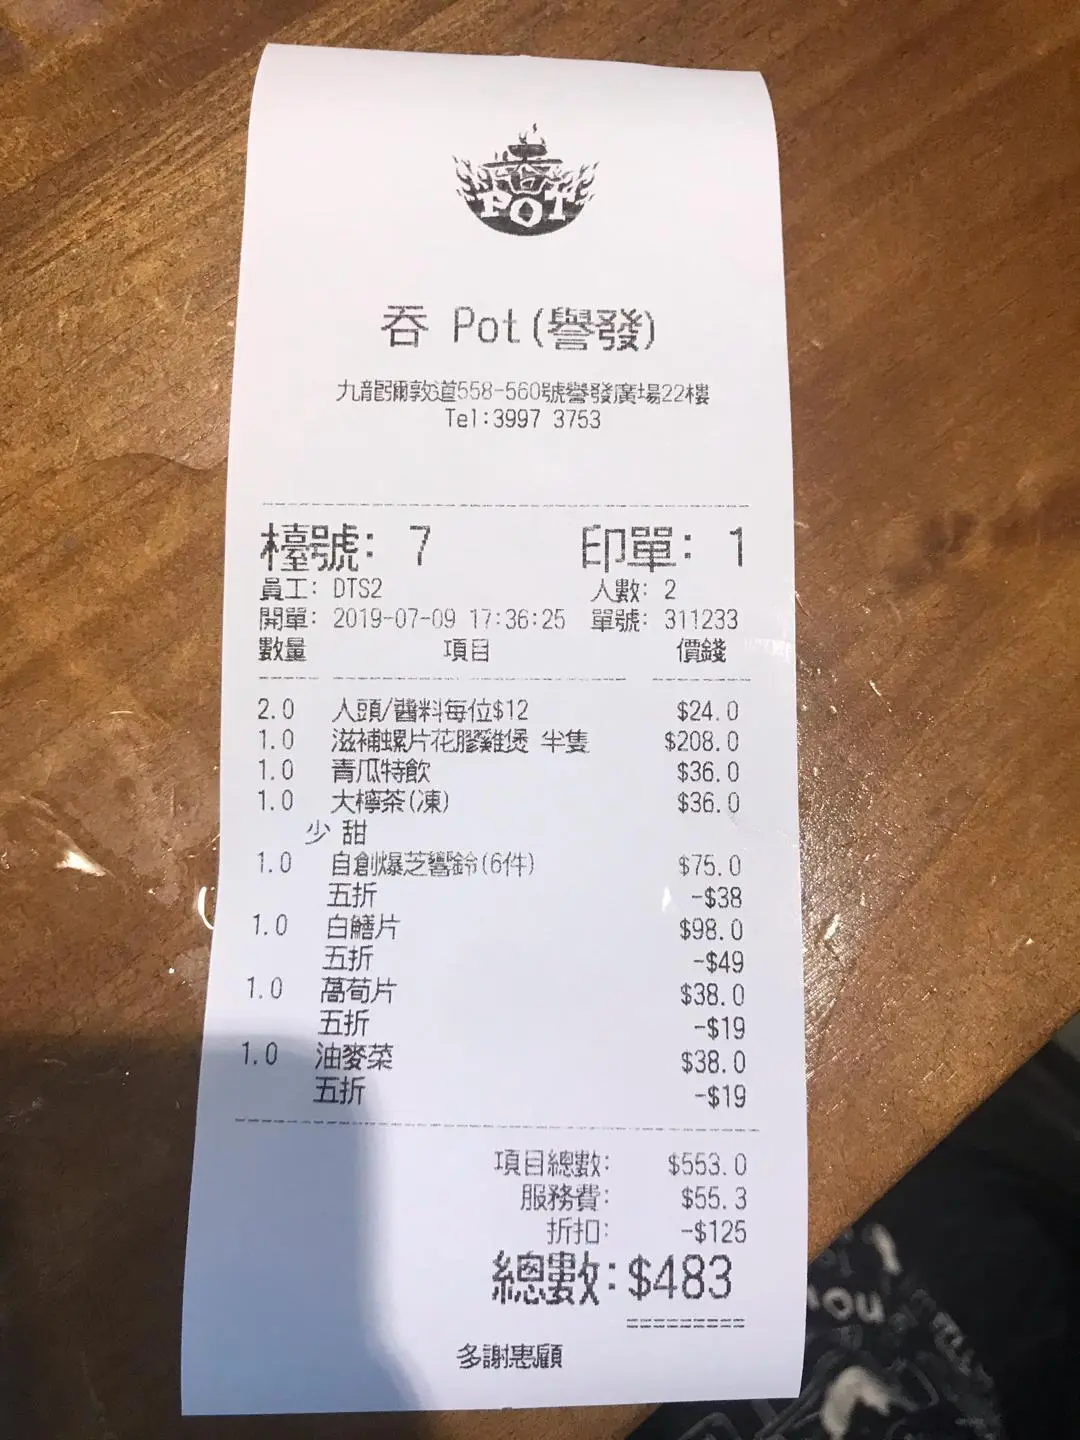 吞
POT
吞 Pot(譽發)
九龍彌敦道558-560號譽發廣場22樓
Tel:3997 3753
檯號: 7 印單: 1
員工: DTS2 人數: 2
開單: 2019-07-09 17:36:25 單號: 311233
數量 項目 價錢
2.0 人頭/醬料每位$12 $24.0
1.0 滋補螺片花膠雞煲 半隻 $208.0
1.0 青瓜特飲 $36.0
1.0 大檸茶(凍) $36.0
少甜
1.0 自創爆芝響鈴(6件) $75.0
五折 -$38
1.0 白鱔片 $98.0
五折 -$49
1.0 萵筍片 $38.0
五折 -$19
1.0 油麥菜 $38.0
五折 -$19
項目總數: $553.0
服務費: $55.3
折扣: -$125
總數: $483
=========
多謝惠顧